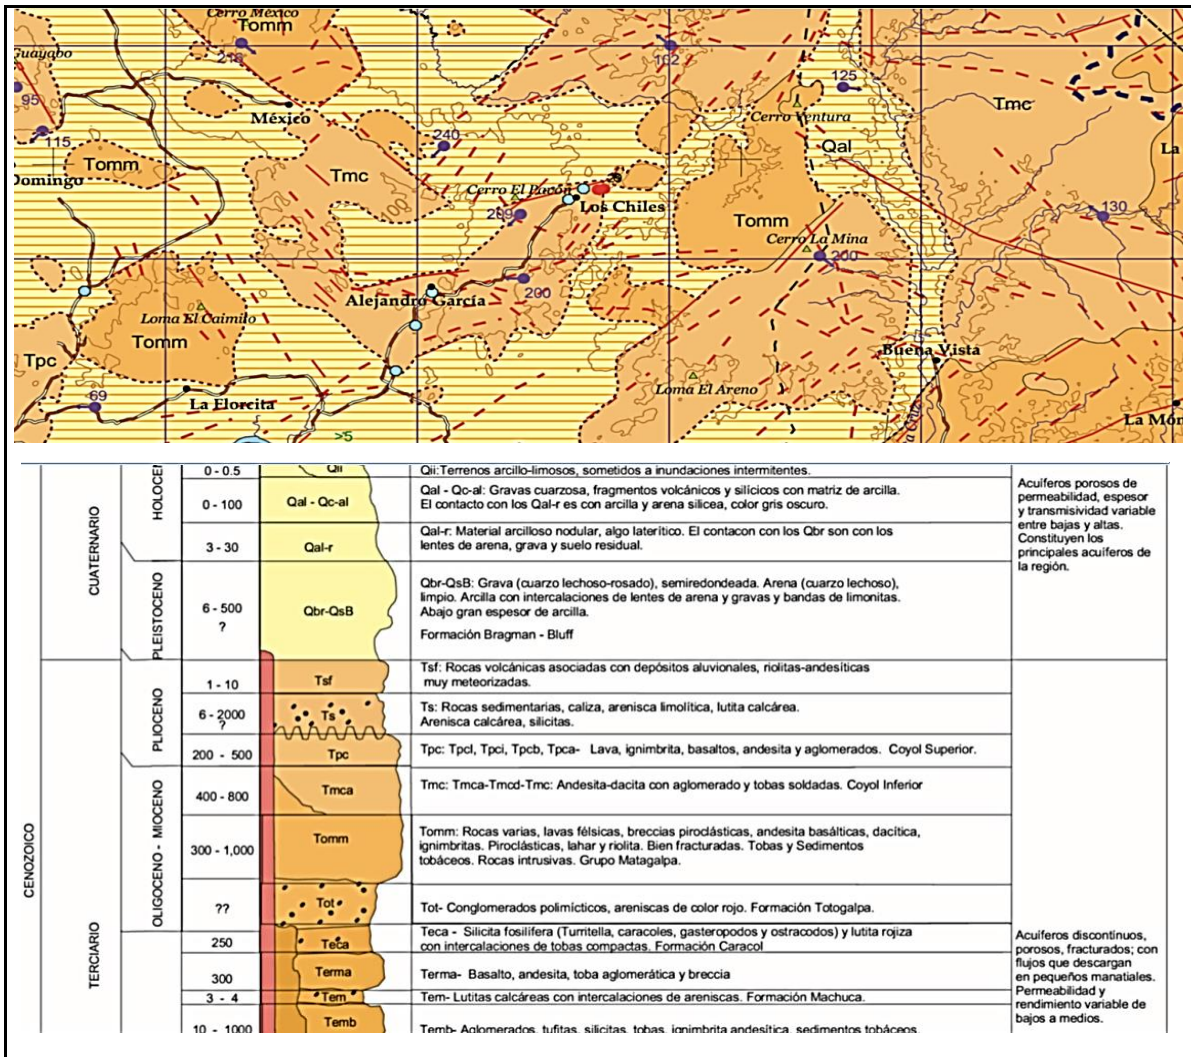 Cerro México
Tomm
Guayabo
218
102
125
95
115
México
240
Cerro Ventura
Tmc
Qal
La
Tomm
Domingo
Tmc
100
Cerro El Pavón
289
Los Chiles
Tomm
130
Cerro La Mina
200
200
Alejandro García
Loma El Caimito
Tomm
Tpc
Buena Vista
Loma El Areno
69
La Florcita
>5
La Món
CUATERNARIO
HOLOCEN
0 - 0.5
Qii
Qii:Terrenos arcillo-limosos, sometidos a inundaciones intermitentes.
0 - 100
Qal - Qc-al
Qal - Qc-al: Gravas cuarzosa, fragmentos volcánicos y silícicos con matriz de arcilla.
El contacto con los Qal-r es con arcilla y arena silicea, color gris oscuro.
3 - 30
Qal-r
Qal-r: Material arcilloso nodular, algo laterítico. El contacon con los Qbr son con los
lentes de arena, grava y suelo residual.
Acuíferos porosos de
permeabilidad, espesor
y transmisividad variable
entre bajas y altas.
Constituyen los
principales acuíferos de
la región.
PLEISTOCENO
6 - 500
?
Qbr-QsB
Qbr-QsB: Grava (cuarzo lechoso-rosado), semiredondeada. Arena (cuarzo lechoso),
limpio. Arcilla con intercalaciones de lentes de arena y gravas y bandas de limonitas.
Abajo gran espesor de arcilla.
Formación Bragman - Bluff
CENOZOICO
TERCIARIO
PLIOCENO
1 - 10
Tsf
Tsf: Rocas volcánicas asociadas con depósitos aluvionales, riolitas-andesíticas
muy meteorizadas.
6 - 2000
?
Ts
Ts: Rocas sedimentarias, caliza, arenisca limolítica, lutita calcárea.
Arenisca calcárea, silicitas.
200 - 500
Tpc
Tpc: Tpcl, Tpci, Tpcb, Tpca- Lava, ignimbrita, basaltos, andesita y aglomerados. Coyol Superior.
OLIGOCENO - MIOCENO
400 - 800
Tmca
Tmc: Tmca-Tmcd-Tmc: Andesita-dacita con aglomerado y tobas soldadas. Coyol Inferior
300 - 1,000
Tomm
Tomm: Rocas varias, lavas félsicas, breccias piroclásticas, andesita basálticas, dacítica,
ignimbritas. Piroclásticas, lahar y riolita. Bien fracturadas. Tobas y Sedimentos
tobáceos. Rocas intrusivas. Grupo Matagalpa.
??
Tot
Tot- Conglomerados polimícticos, areniscas de color rojo. Formación Totogalpa.
250
Teca
Teca - Silicita fosilífera (Turritella, caracoles, gasteropodos y ostracodos) y lutita rojiza
con intercalaciones de tobas compactas. Formación Caracol
300
Terma
Terma- Basalto, andesita, toba aglomerática y breccia
3 - 4
Tem
Tem- Lutitas calcáreas con intercalaciones de areniscas. Formación Machuca.
10 - 1000
Temb
Temb- Aglomerados, tufitas, silicitas, tobas, ignimbrita andesítica, sedimentos tobáceos.
Acuíferos discontinuos,
porosos, fracturados; con
flujos que descargan
en pequeños manatiales.
Permeabilidad y
rendimiento variable de
bajos a medios.